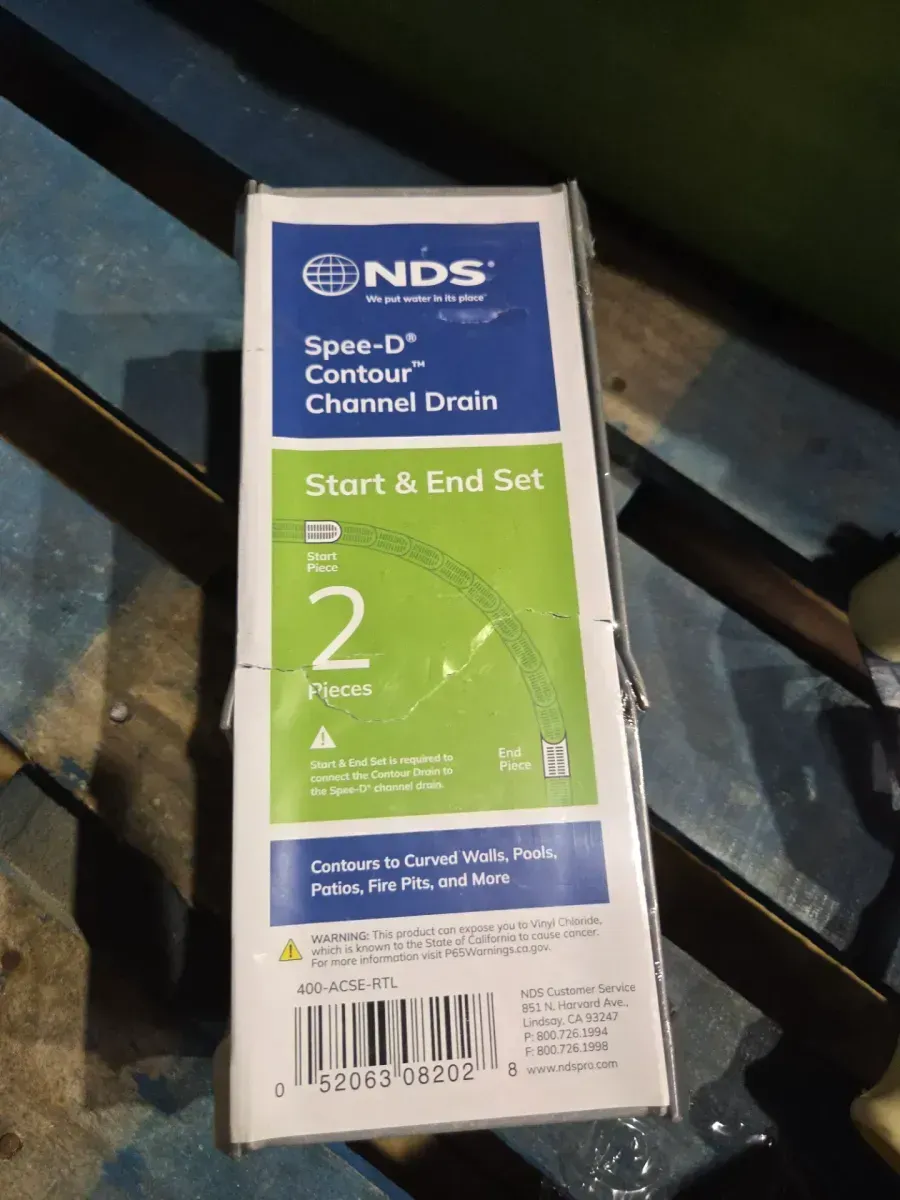 NDS®
We put water in its place™
Spee-D®
Contour™
Channel Drain
Start & End Set
Start
Piece
2
Pieces
Start & End Set is required to
connect the Contour Drain to
the Spee-D® channel drain.
End
Piece
Contours to Curved Walls, Pools,
Patios, Fire Pits, and More
WARNING: This product can expose you to Vinyl Chloride,
which is known to the State of California to cause cancer.
For more information visit P65Warnings.ca.gov.
400-ACSE-RTL
0 52063 08202 8
NDS Customer Service
851 N. Harvard Ave.,
Lindsay, CA 93247
P: 800.726.1994
F: 800.726.1998
www.ndspro.com